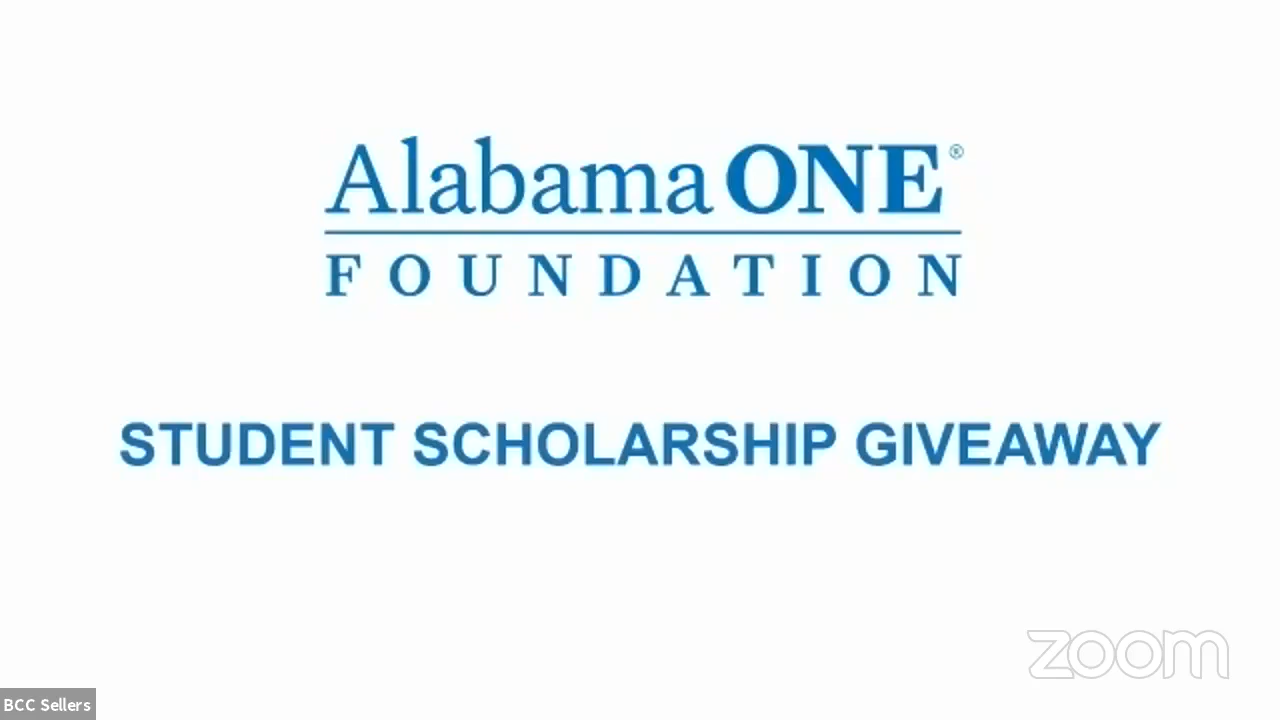 Alabama ONE®
FOUNDATION
STUDENT SCHOLARSHIP GIVEAWAY
zoom
BCC Sellers